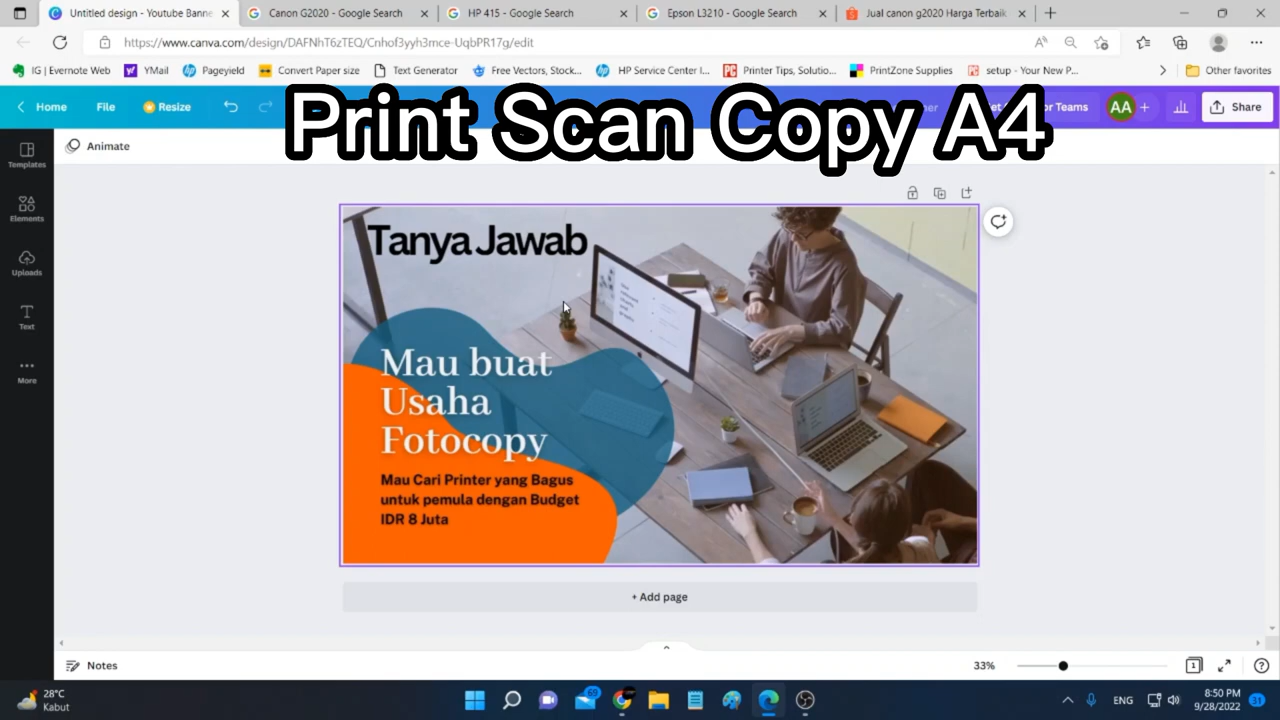 Untitled design - Youtube Banne
Canon G2020 - Google Search
HP 415 - Google Search
Epson L3210 - Google Search
Jual canon g2020 Harga Terbaik
https://www.canva.com/design/DAFNhT6zTEQ/Cnhof3yyh3mce-UqbPR17g/edit
IG | Evernote Web
YMail
Pageyield
Convert Paper size
Text Generator
Free Vectors, Stock...
HP Service Center I...
Printer Tips, Solutio...
PrintZone Supplies
setup - Your New P...
Other favorites
Home
File
Resize
for Teams
AA
Share
Print Scan Copy A4
Animate
Templates
Elements
Uploads
Text
More
Tanya Jawab
Mau buat
Usaha
Fotocopy
Mau Cari Printer yang Bagus
untuk pemula dengan Budget
IDR 8 Juta
+ Add page
Notes
33%
1
28°C
Kabut
69
ENG
8:50 PM
9/28/2022
31